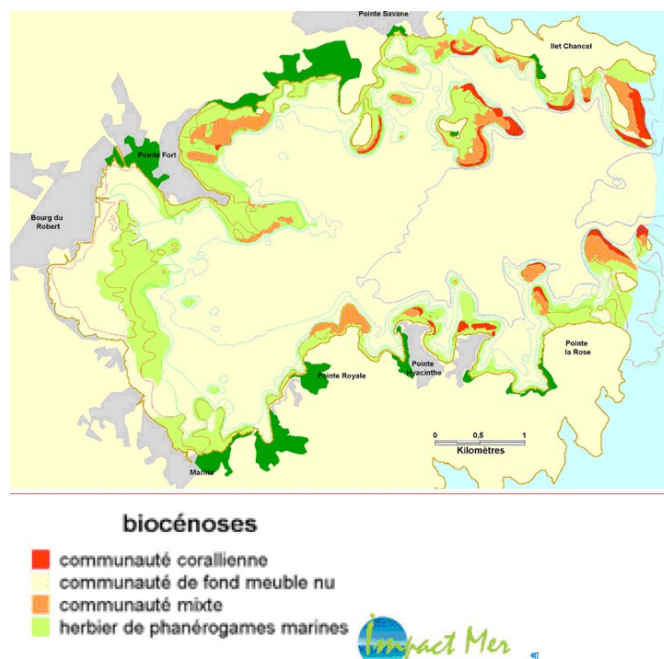 Pointe Savane
Ilet Chancel
Pointe Fort
Bourg du
Robert
Pointe
la Rose
Pointe Royale
Pointe
Hyacinthe
0 0,5 1
Kilomètres
biocénoses
communauté corallienne
communauté de fond meuble nu
communauté mixte
herbier de phanérogames marines
Impact Mer